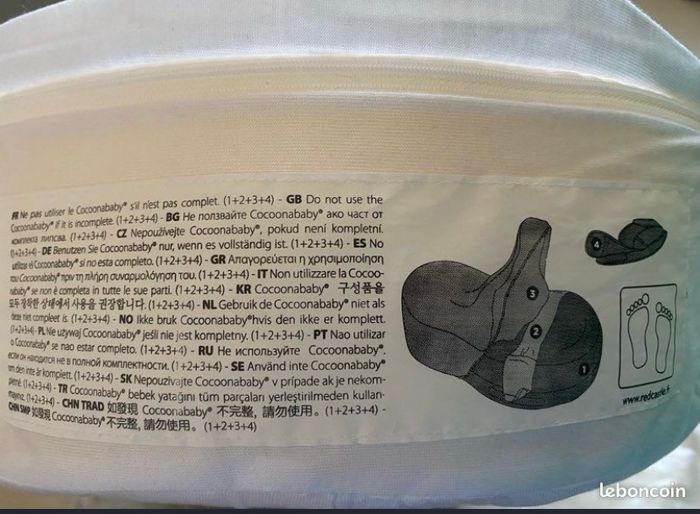 FR Ne pas utiliser le Cocoonababy® s'il n'est pas complet. (1+2+3+4) - GB Do not use the
Cocoonababy® if it is incomplete. (1+2+3+4) - BG Не ползвайте Cocoonababy® ако част от
комплекта липсва. (1+2+3+4) - CZ Nepoužívejte Cocoonababy®, pokud není kompletní.
(1+2+3+4) - DE Benutzen Sie Cocoonababy® nur, wenn es vollständig ist. (1+2+3+4) - ES No
utilizas el Cocoonababy® si no esta completo. (1+2+3+4) - GR Απαγορεύεται η χρησιμοποίηση
του Cocoonababy® πριν τη πλήρη συναρμολόγηση του. (1+2+3+4) - IT Non utilizzare la Cocoo-
nababy® se non è completa in tutte le sue parti. (1+2+3+4) - KR Cocoonababy® 구성품을
모두 장착한 상태에서 사용을 권장합니다. (1+2+3+4) - NL Gebruik de Cocoonababy® niet als
deze niet compleet is. (1+2+3+4) - NO Ikke bruk Cocoonababy®hvis den ikke er komplett.
(1+2+3+4) - PL Nie używaj Cocoonababy® jeśli nie jest kompletny. (1+2+3+4) - PT Nao utilizar
o Cocoonababy® se nao estar completo. (1+2+3+4) - RU Не используйте Cocoonababy®,
если он находится не в полной комплектности. (1+2+3+4) - SE Använd inte Cocoonababy®
om den inte är komplett. (1+2+3+4) - SK Nepouzivajte Cocoonababy® v prípade ak je nekom-
pletné. (1+2+3+4) - TR Cocoonababy® bebek yatağını tüm parçaları yerleştirilmeden kullan-
mayınız. (1+2+3+4) - CHN TRAD 如發現 Cocoonababy® 不完整, 請勿使用。 (1+2+3+4) -
CHN SMP 如發現 Cocoonababy® 不完整, 請勿使用。 (1+2+3+4)
4
3
2
1
www.redcastle.fr
leboncoin